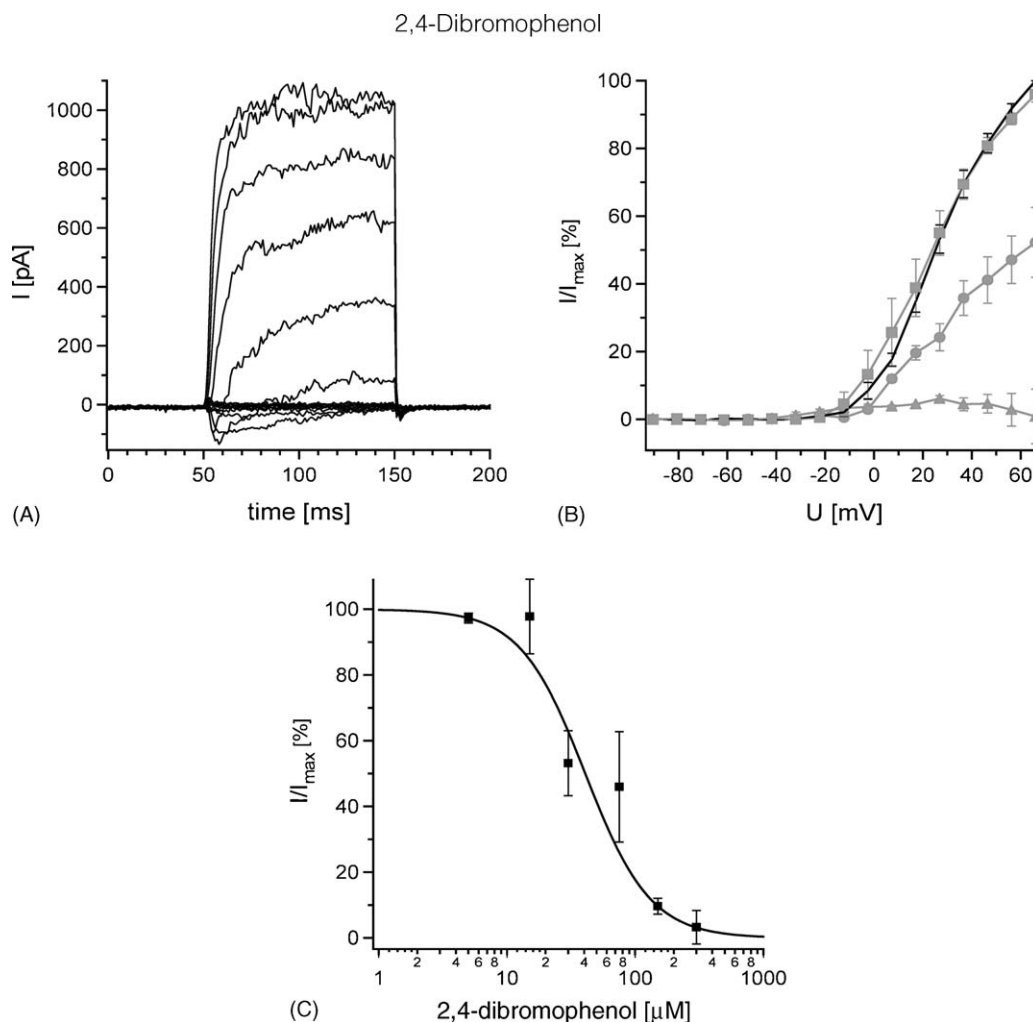 2,4-Dibromophenol
1000
800
600
400
200
0
I [pA]
0 50 100 150 200
time [ms]
(A)
100
80
60
40
20
0
I/Imax [%]
-80 -60 -40 -20 0 20 40 60
U [mV]
(B)
100
80
60
40
20
0
I/Imax [%]
2 4 6 8 2 4 6 8 2 4 6 8
1 10 100 1000
2,4-dibromophenol [µM]
(C)